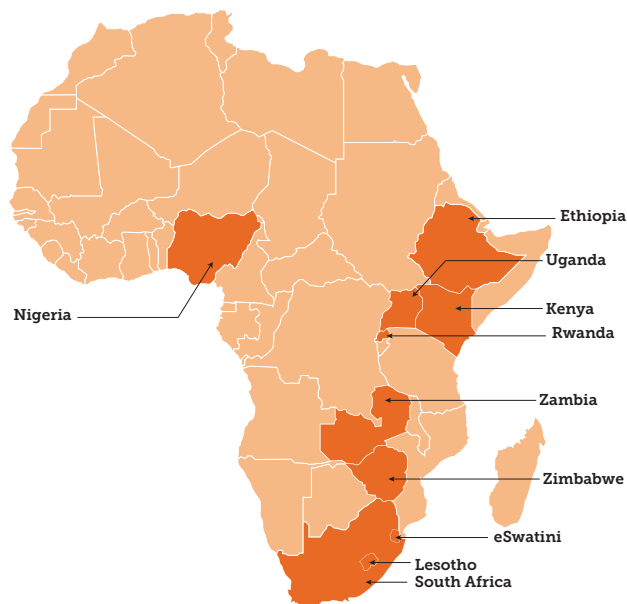 Ethiopia
Uganda
Nigeria
Kenya
Rwanda
Zambia
Zimbabwe
eSwatini
Lesotho
South Africa